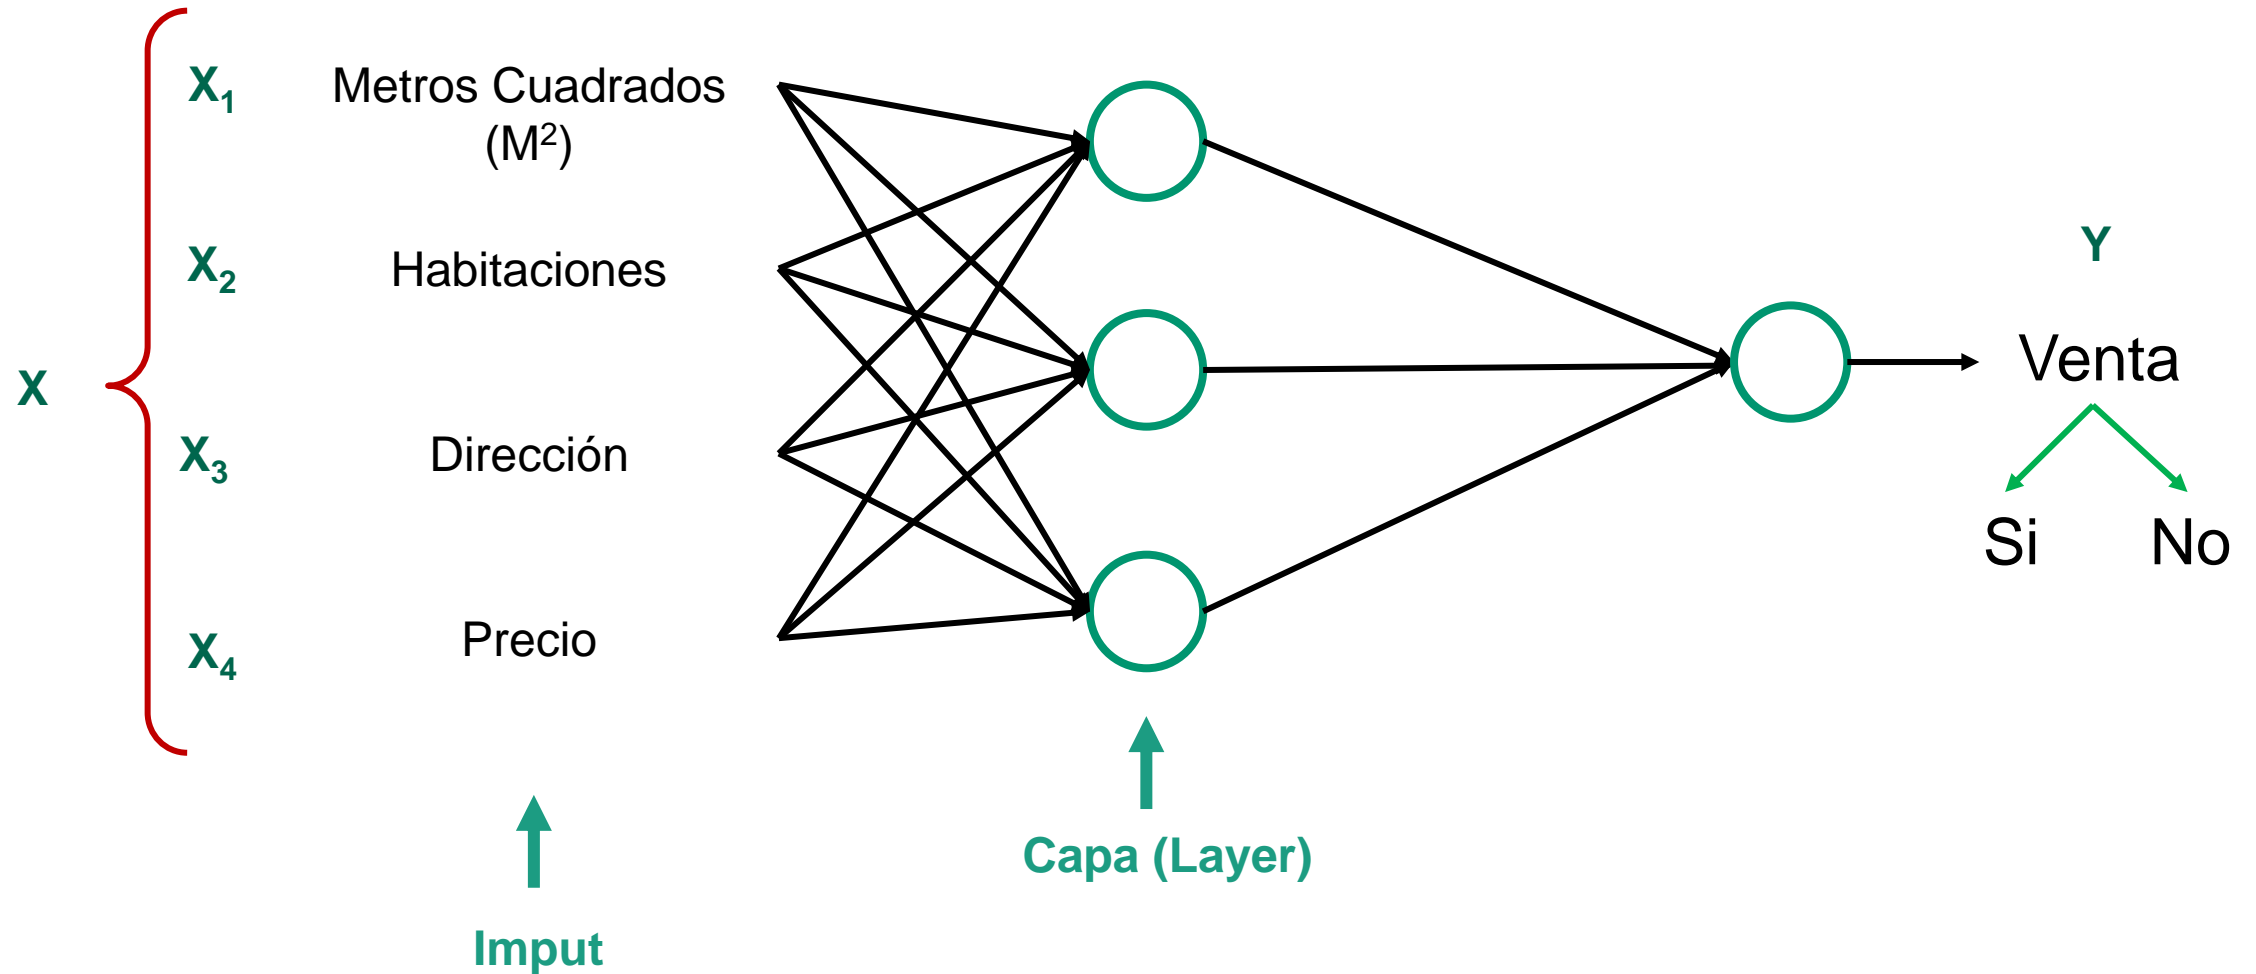 X
X₁
Metros Cuadrados
(M²)
X₂
Habitaciones
X₃
Dirección
X₄
Precio
Imput
Capa (Layer)
Y
Venta
Si
No